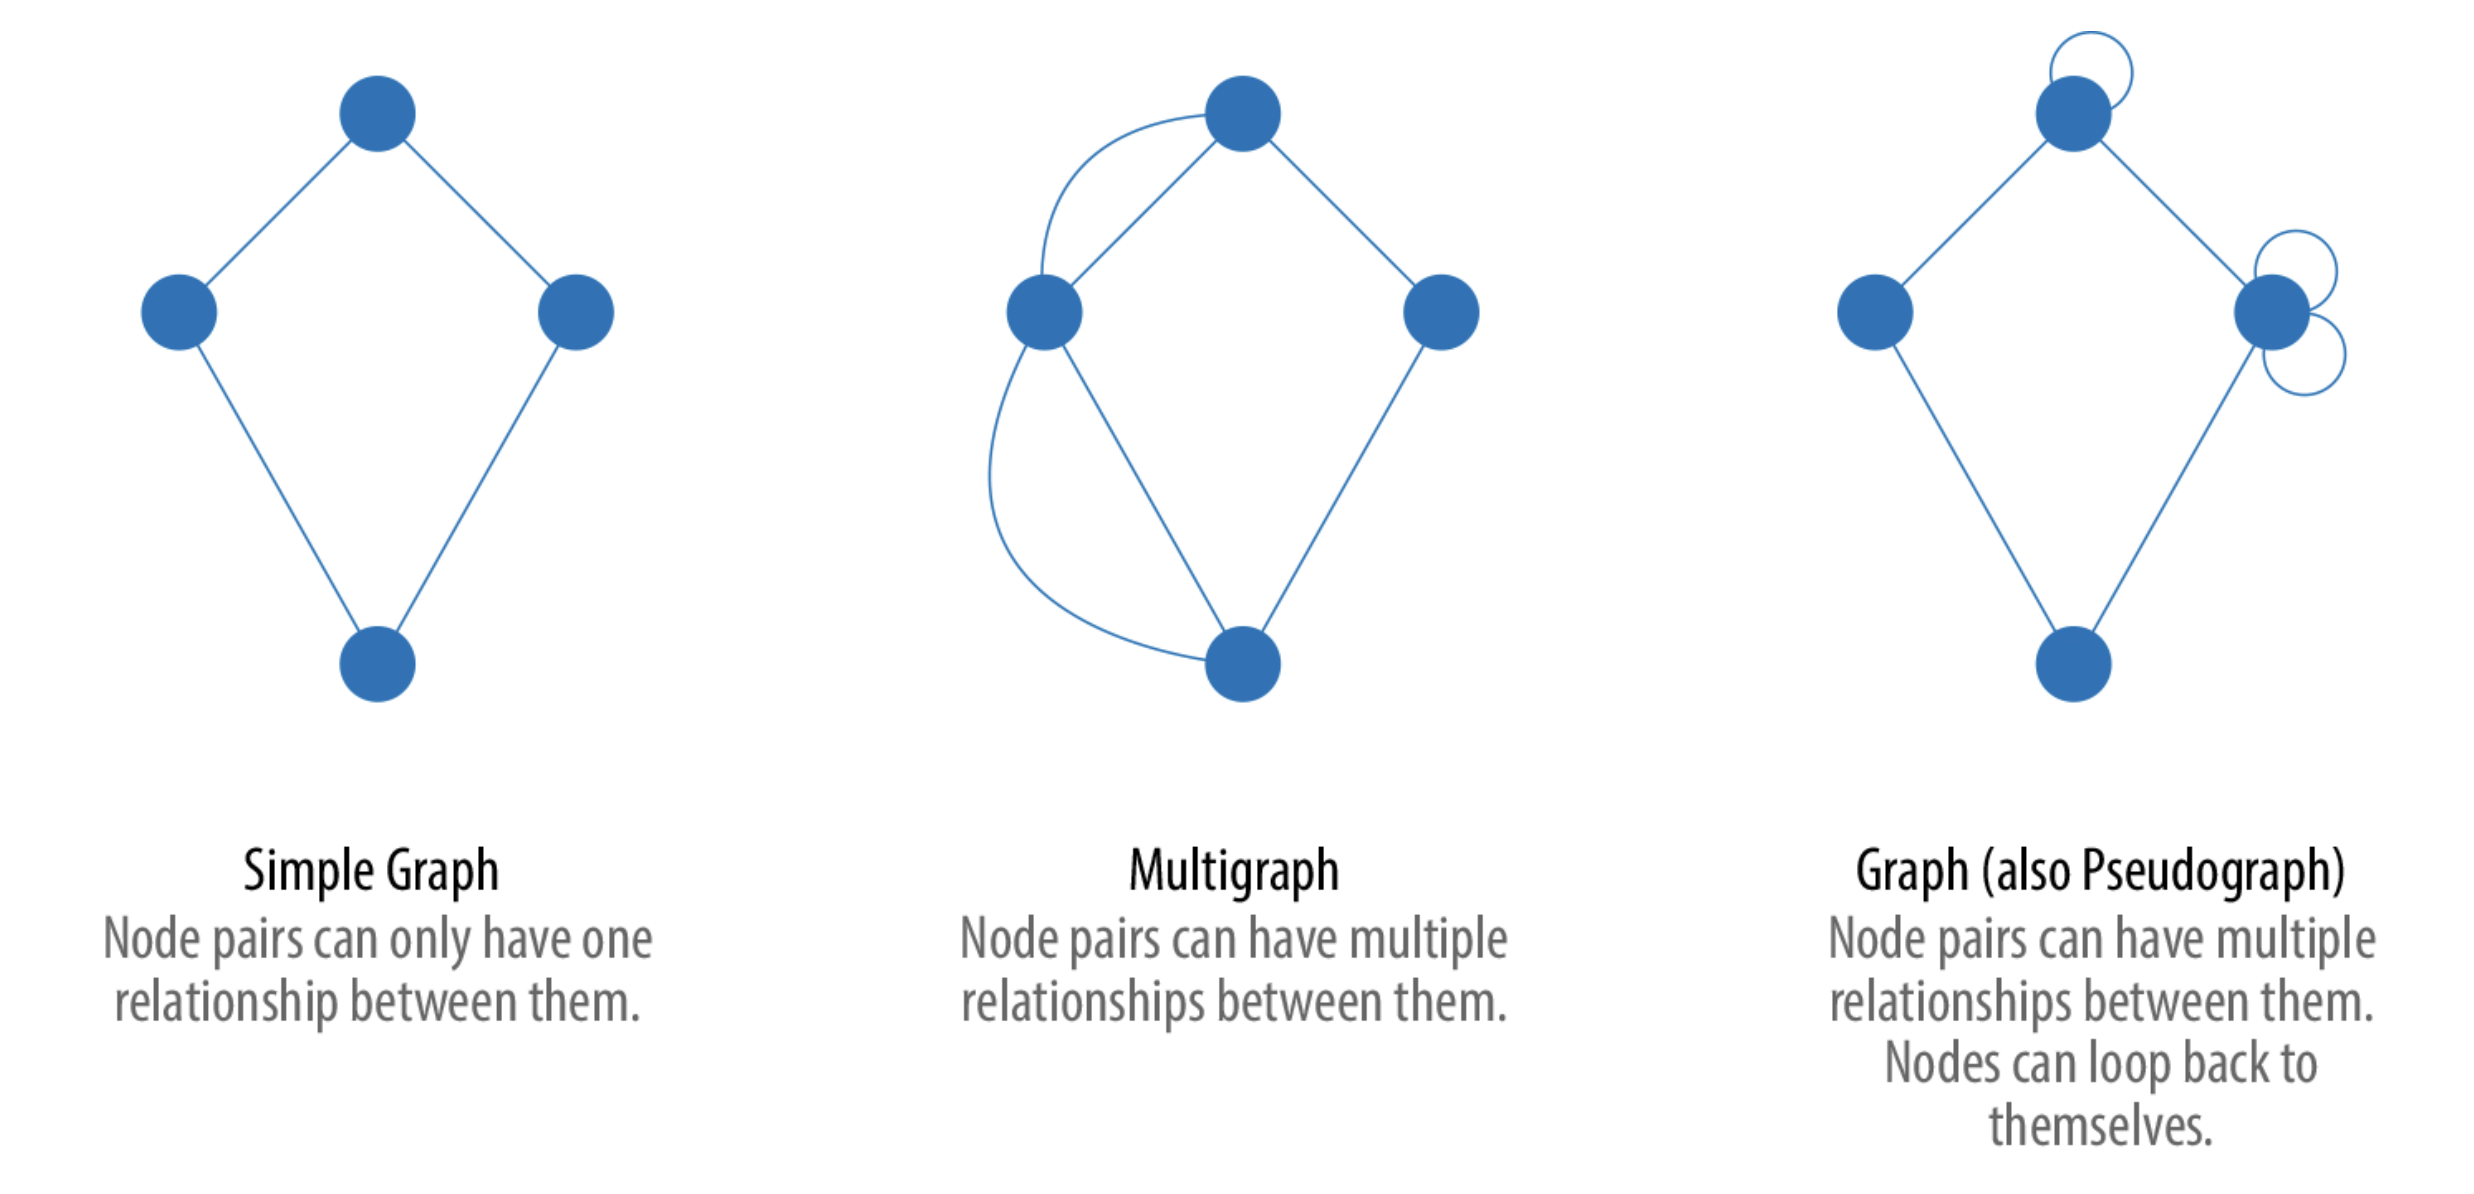 Simple Graph
Node pairs can only have one
relationship between them.
Multigraph
Node pairs can have multiple
relationships between them.
Graph (also Pseudograph)
Node pairs can have multiple
relationships between them.
Nodes can loop back to
themselves.